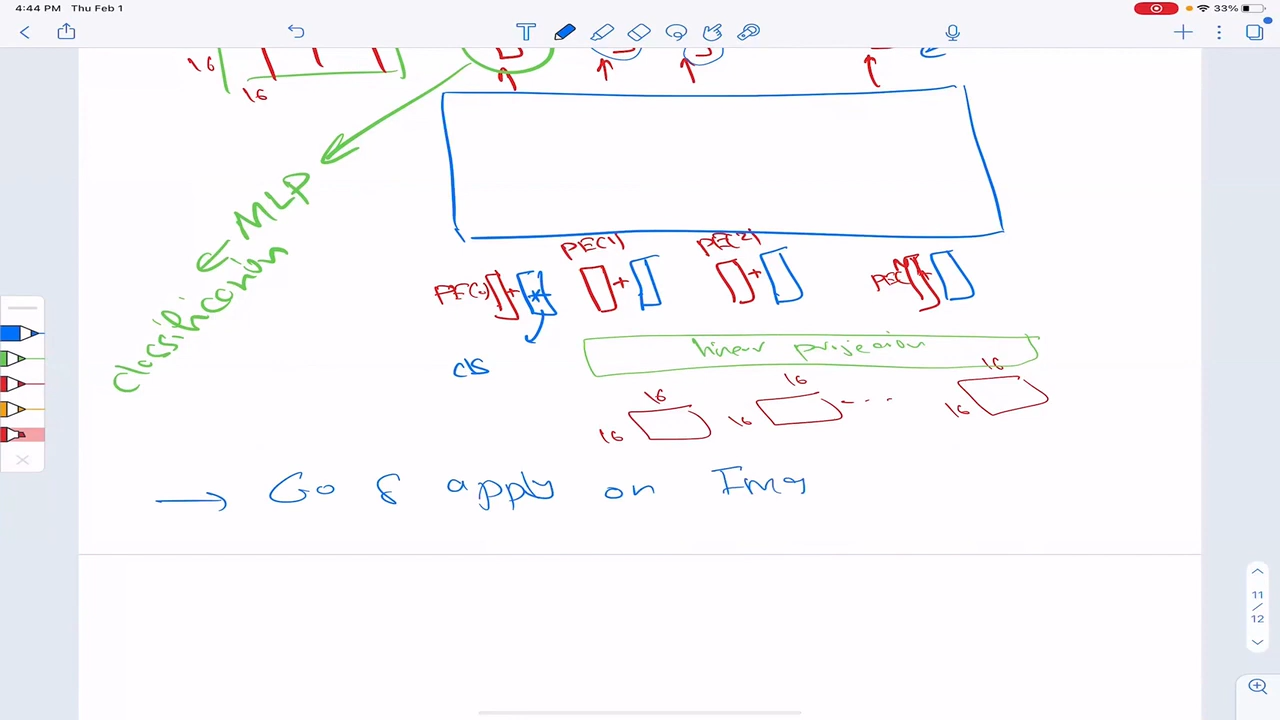 4:44 PM Thu Feb 1
33%
16
16
MLP
classification
PE(0) + *
PE(1) +
PE(2) +
cls
linear projection
16
16
16
16
16
16
→ Go & apply on Imag
11
/
12